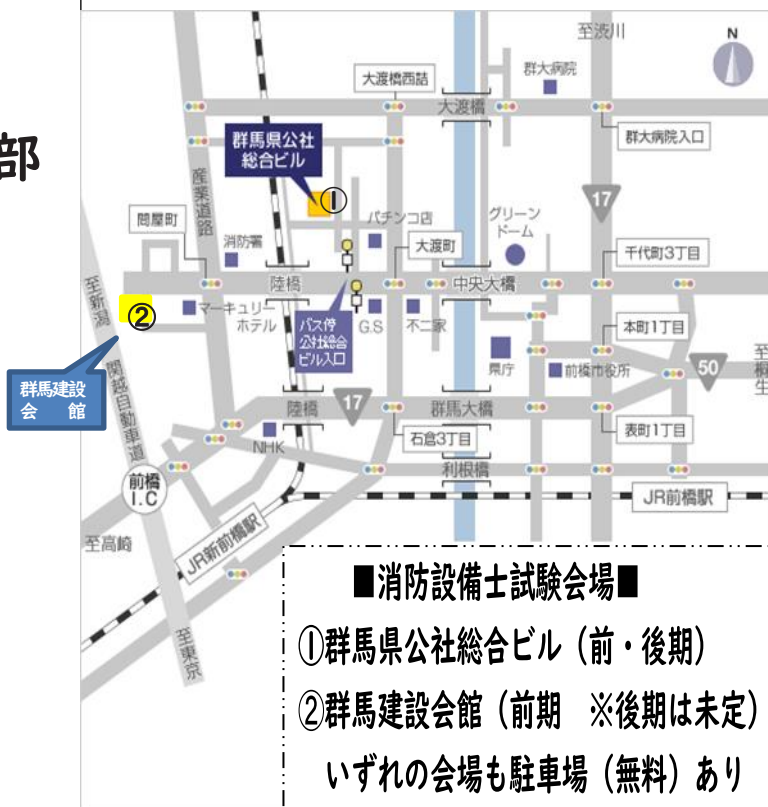 部
至渋川
N
群大病院
大渡橋西詰
大渡橋
群馬県公社
総合ビル
群大病院入口
①
産業道路
17
問屋町
消防署
パチンコ店
グリーン
ドーム
大渡町
千代町3丁目
陸橋
中央大橋
至新潟
②
マーキュリー
ホテル
バス停
公社総合
ビル入口
G.S
不二家
県庁
本町1丁目
前橋市役所
50
至桐生
群馬建設
会 館
関越自動車道
陸橋
17
群馬大橋
石倉3丁目
表町1丁目
NHK
利根橋
前橋
I.C
JR前橋駅
至高崎
JR新前橋駅
至東京
■消防設備士試験会場■
①群馬県公社総合ビル（前・後期）
②群馬建設会館（前期 ※後期は未定）
いずれの会場も駐車場（無料）あり